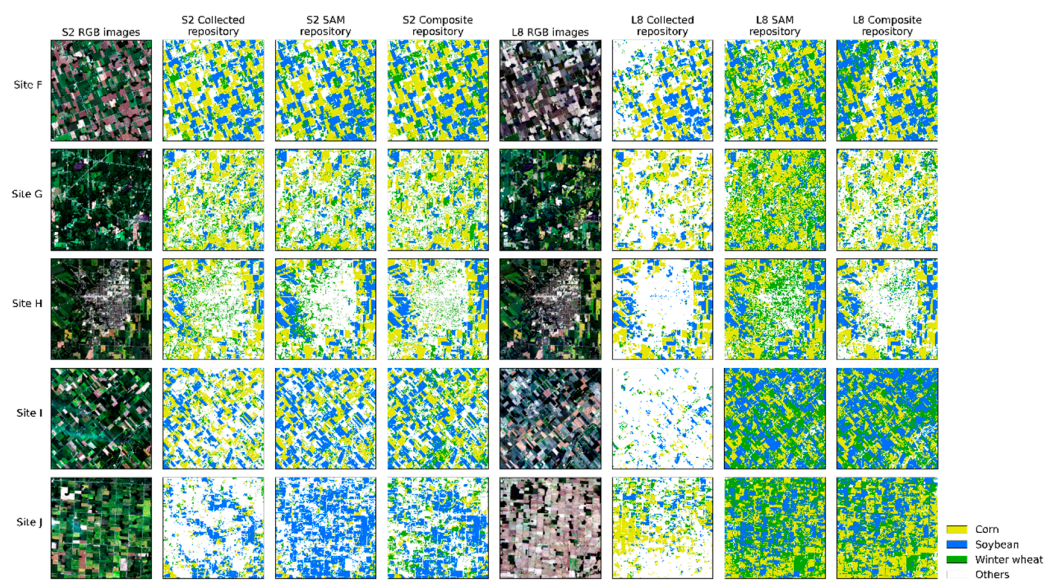 S2 RGB images
S2 Collected
repository
S2 SAM
repository
S2 Composite
repository
L8 RGB images
L8 Collected
repository
L8 SAM
repository
L8 Composite
repository
Site F
Site G
Site H
Site I
Site J
Corn
Soybean
Winter wheat
Others